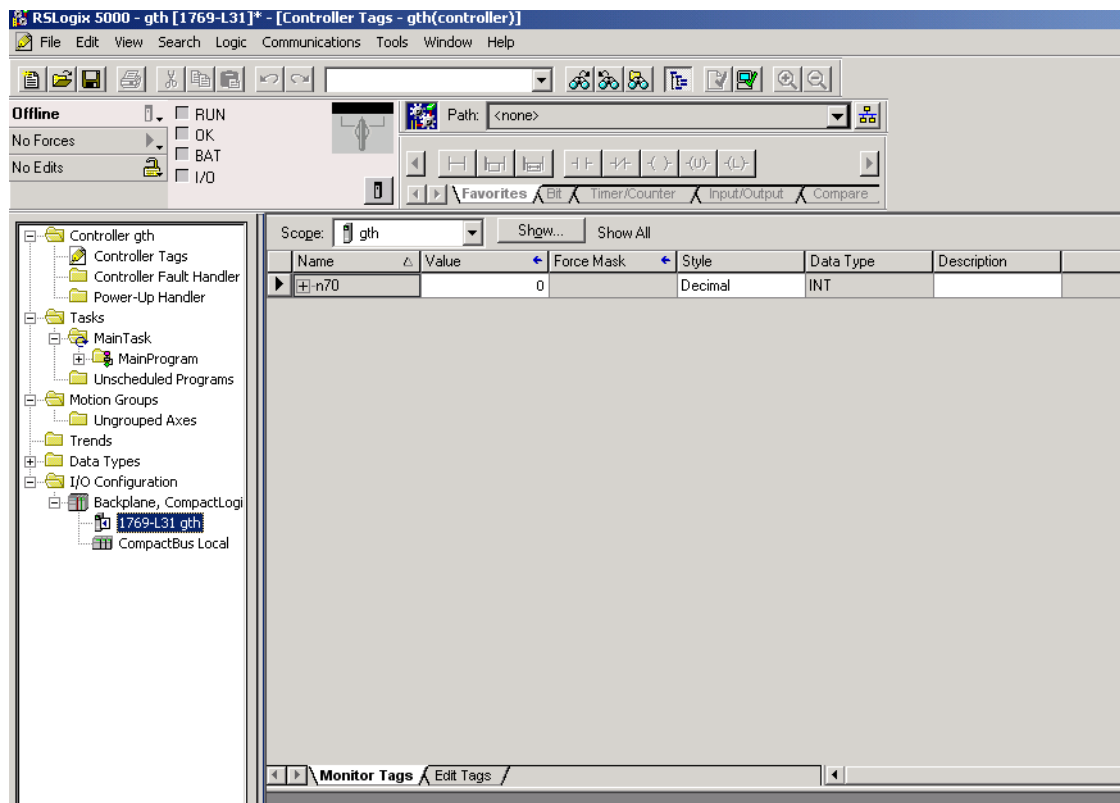 RSLogix 5000 - gth [1769-L31]* - [Controller Tags - gth(controller)]
File Edit View Search Logic Communications Tools Window Help
Offline
RUN
Path: <none>
No Forces
OK
No Edits
BAT
I/O
-(U)- -(L)-
Favorites Bit Timer/Counter Input/Output Compare
Controller gth
Controller Tags
Controller Fault Handler
Power-Up Handler
Tasks
MainTask
MainProgram
Unscheduled Programs
Motion Groups
Ungrouped Axes
Trends
Data Types
I/O Configuration
Backplane, CompactLogi
1769-L31 gth
CompactBus Local
Scope: gth Show... Show All
Name Value Force Mask Style Data Type Description
n70 0 Decimal INT
Monitor Tags Edit Tags